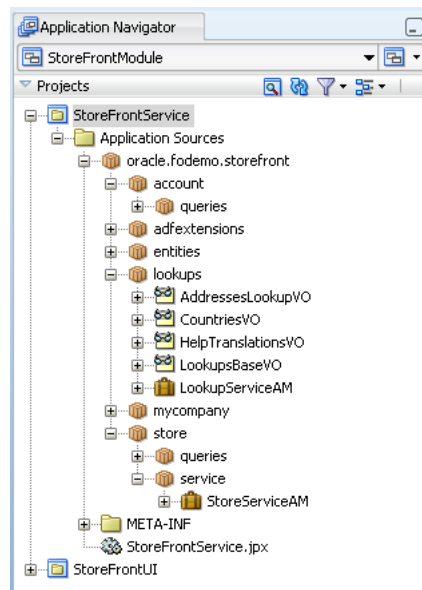 Application Navigator
StoreFrontModule
Projects
StoreFrontService
Application Sources
oracle.fodemo.storefront
account
queries
adfextensions
entities
lookups
AddressesLookupVO
CountriesVO
HelpTranslationsVO
LookupsBaseVO
LookupServiceAM
mycompany
store
queries
service
StoreServiceAM
META-INF
StoreFrontService.jpx
StoreFrontUI